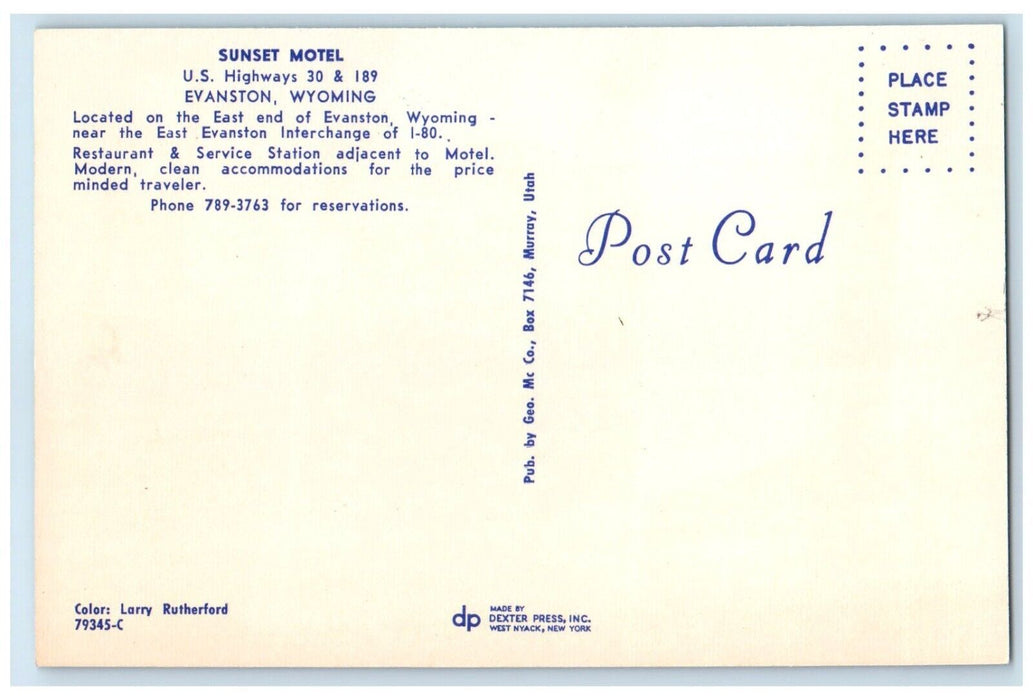 SUNSET MOTEL
U.S. Highways 30 & 189
EVANSTON, WYOMING
Located on the East end of Evanston, Wyoming -
near the East Evanston Interchange of I-80.
Restaurant & Service Station adjacent to Motel.
Modern, clean accommodations for the price
minded traveler.
Phone 789-3763 for reservations.
Pub. by Geo. Mc Co., Box 7146, Murray, Utah
PLACE
STAMP
HERE
Post Card
Color: Larry Rutherford
79345-C
dp
MADE BY
DEXTER PRESS, INC.
WEST NYACK, NEW YORK